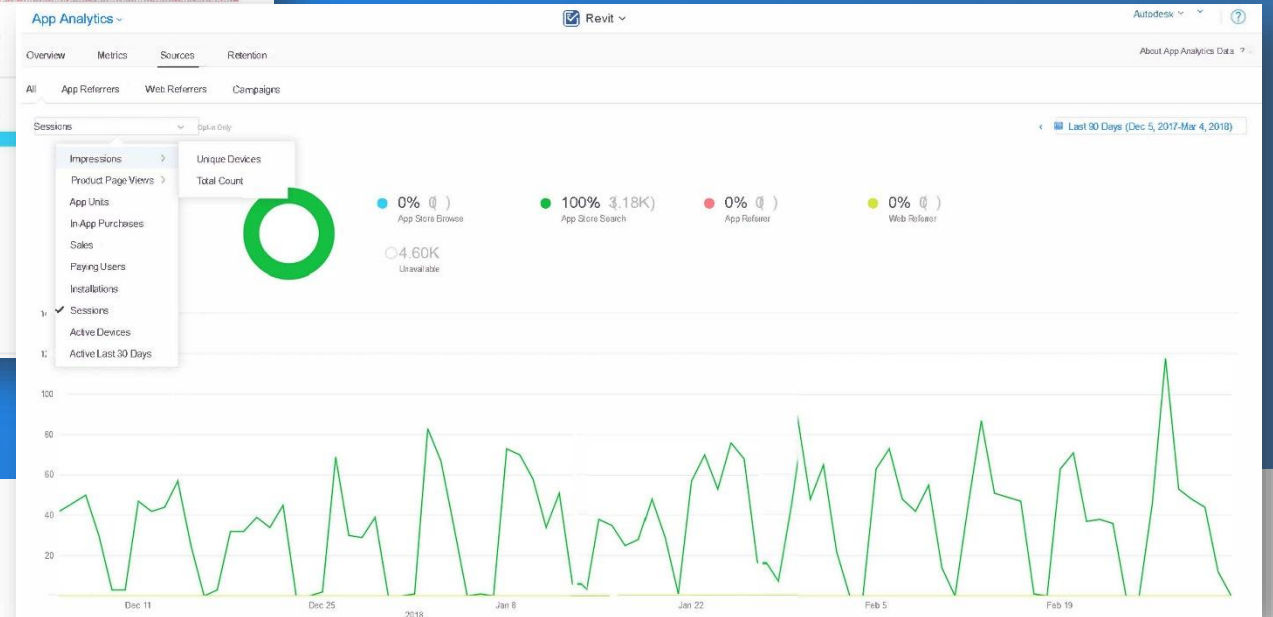 App Analytics
Revit
Autodesk
?
Overview Metrics Sources Retention
About App Analytics Data ?
All App Referrers Web Referrers Campaigns
Sessions
Only
Last 90 Days (Dec 5, 2017-Mar 4, 2018)
Impressions
Unique Devices
Product Page Views
Total Count
App Units
In-App Purchases
Sales
Paying Users
Installations
Sessions
Active Devices
Active Last 30 Days
0% ( )
App Store Browse
100% 3.18K)
App Store Search
0% ( )
App Referrer
0% ( )
Web Referrer
4.60K
Unavailable
100
80
60
40
20
Dec 11 Dec 25 Jan 8 Jan 22 Feb 5 Feb 19
2018